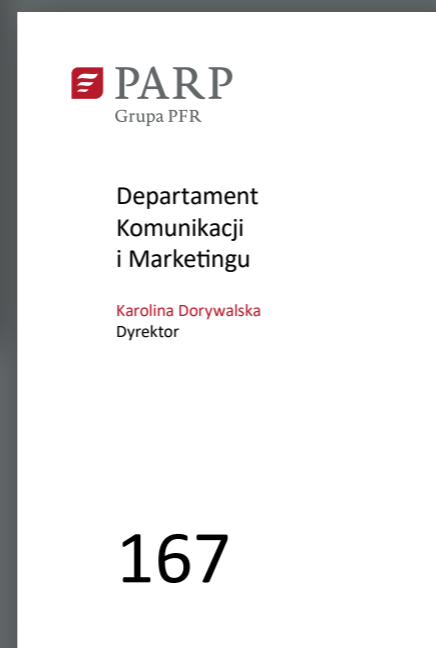 PARP
Grupa PFR
Departament
Komunikacji
i Marketingu
Karolina Dorywalska
Dyrektor
167